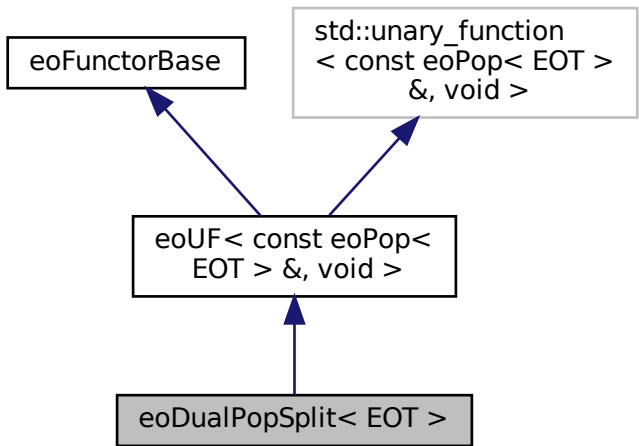 eoFunctorBase
std::unary_function
< const eoPop< EOT >
&, void >
eoUF< const eoPop<
EOT > &, void >
eoDualPopSplit< EOT >